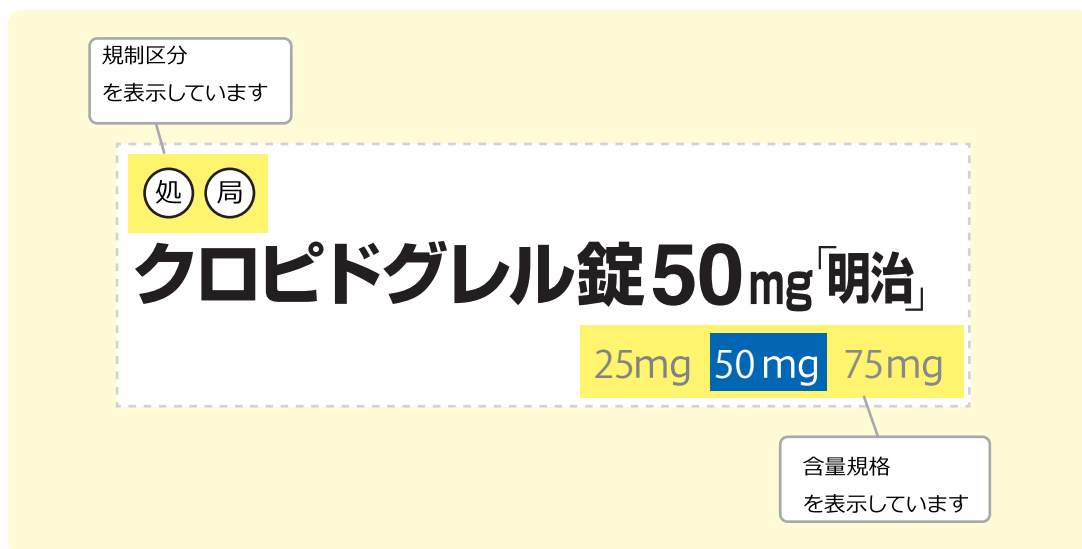 規制区分
を表示しています
処 局
クロピドグレル錠50mg「明治」
25mg 50mg 75mg
含量規格
を表示しています